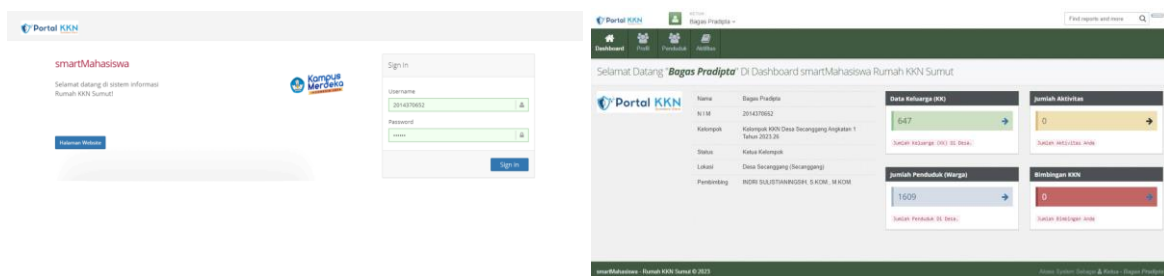 Portal KKN
smartMahasiswa
Selamat datang di sistem informasi
Rumah KKN Sumut!
Kampus
Merdeka
Halaman Website
Sign In
Username
2014370652
Password
••••••
Sign In
Portal KKN
KETUA
Bagas Pradipta
Find reports and more
Dashboard
Profil
Penduduk
Aktifitas
Selamat Datang "Bagas Pradipta" Di Dashboard smartMahasiswa Rumah KKN Sumut
Portal KKN
Nama Bagas Pradipta
N I M 2014370652
Kelompok Kelompok KKN Desa Secanggang Angkatan 1
Tahun 2023.26
Status Ketua Kelompok
Lokasi Desa Secanggang (Secanggang)
Pembimbing INDRI SULISTIANINGSIH, S.KOM., M.KOM
Data Keluarga (KK)
647
Jumlah Keluarga (KK) Di Desa.
Jumlah Aktivitas
0
Jumlah Aktivitas Anda
Jumlah Penduduk (Warga)
1609
Jumlah Penduduk Di Desa.
Bimbingan KKN
0
Jumlah Bimbingan Anda
smartMahasiswa - Rumah KKN Sumut © 2023
Ketua - Bagas Pradipta